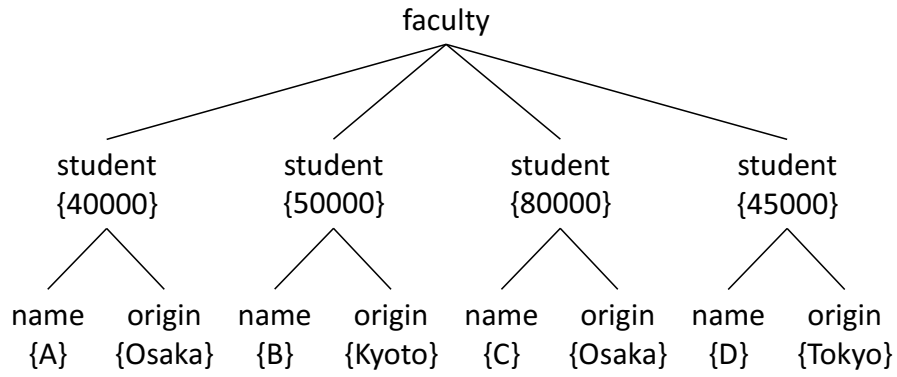 faculty
student student student student
{40000} {50000} {80000} {45000}
name origin name origin name origin name origin
{A} {Osaka} {B} {Kyoto} {C} {Osaka} {D} {Tokyo}